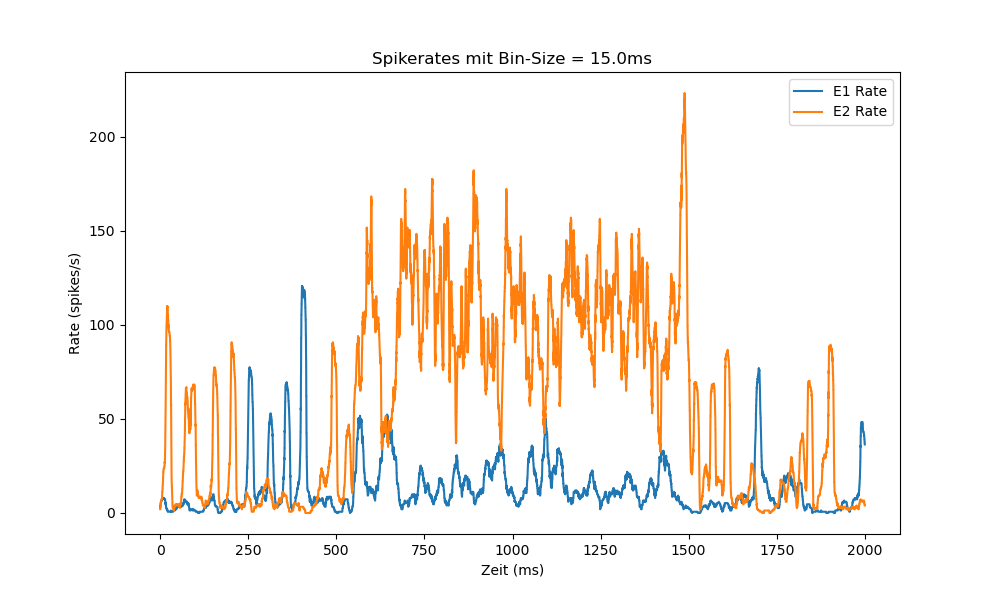 Spikerates mit Bin-Size = 15.0ms
E1 Rate
E2 Rate
200
150
100
50
0
Rate (spikes/s)
0 250 500 750 1000 1250 1500 1750 2000
Zeit (ms)